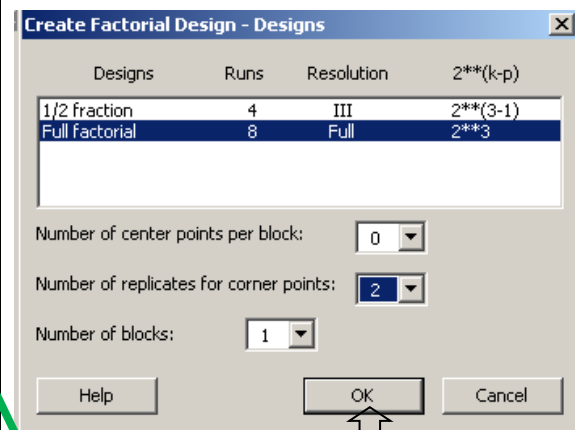 Create Factorial Design - Designs
Designs Runs Resolution 2**(k-p)
1/2 fraction 4 III 2**(3-1)
Full factorial 8 Full 2**3
Number of center points per block: 0
Number of replicates for corner points: 2
Number of blocks: 1
Help OK Cancel